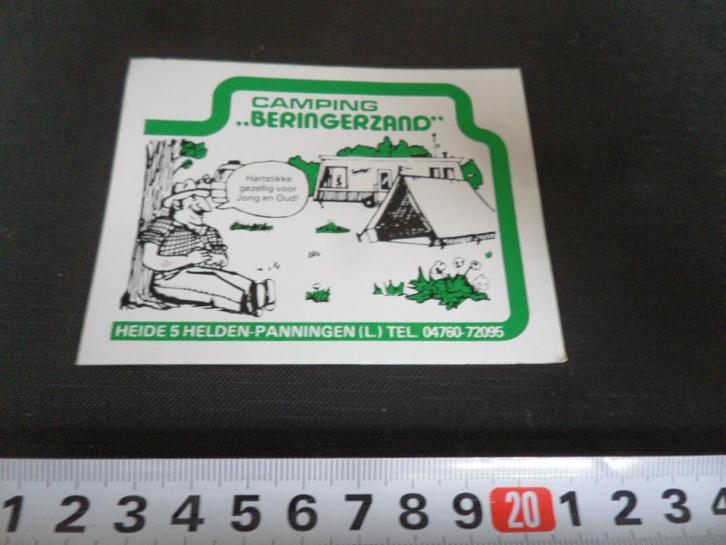 CAMPING
„BERINGERZAND"
Hartstikke
gezellig voor
Jong en Oud!
HEIDE 5 HELDEN-PANNINGEN (L.) TEL. 04760-72095
1 2 3 4 5 6 7 8 9 20 1 2 3 4